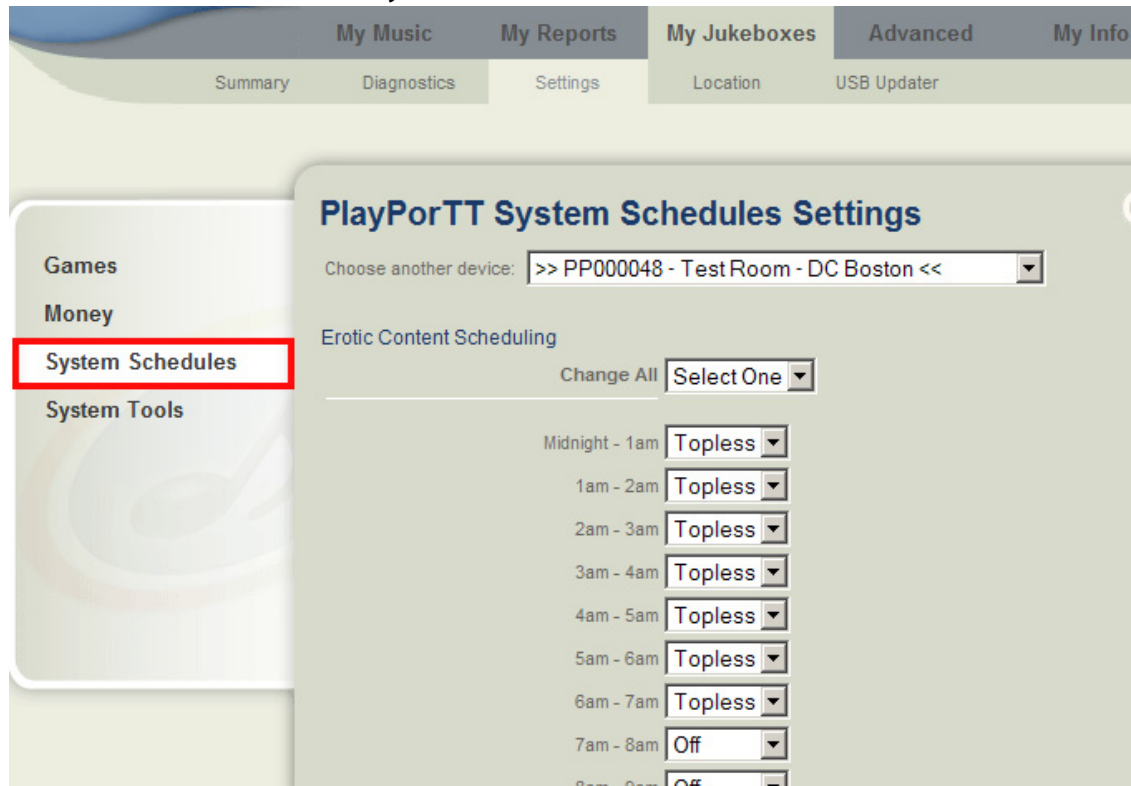 My Music My Reports My Jukeboxes Advanced My Info
Summary Diagnostics Settings Location USB Updater
PlayPorTT System Schedules Settings
Choose another device: >> PP000048 - Test Room - DC Boston <<
Games
Money
System Schedules
System Tools
Erotic Content Scheduling
Change All Select One
Midnight - 1am Topless
1am - 2am Topless
2am - 3am Topless
3am - 4am Topless
4am - 5am Topless
5am - 6am Topless
6am - 7am Topless
7am - 8am Off